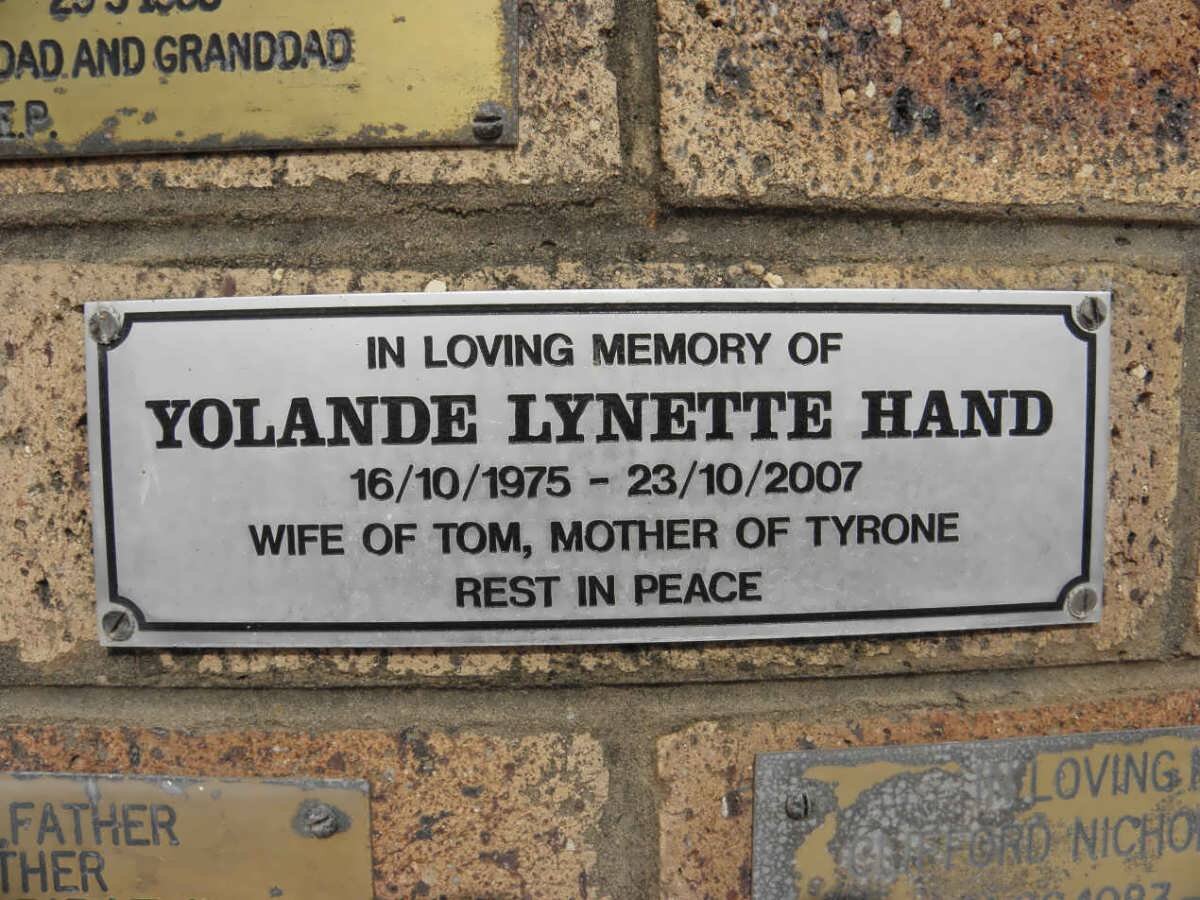 DAD AND GRANDDAD
IN LOVING MEMORY OF
YOLANDE LYNETTE HAND
16/10/1975 - 23/10/2007
WIFE OF TOM, MOTHER OF TYRONE
REST IN PEACE
FATHER
LOVING
CLIFFORD